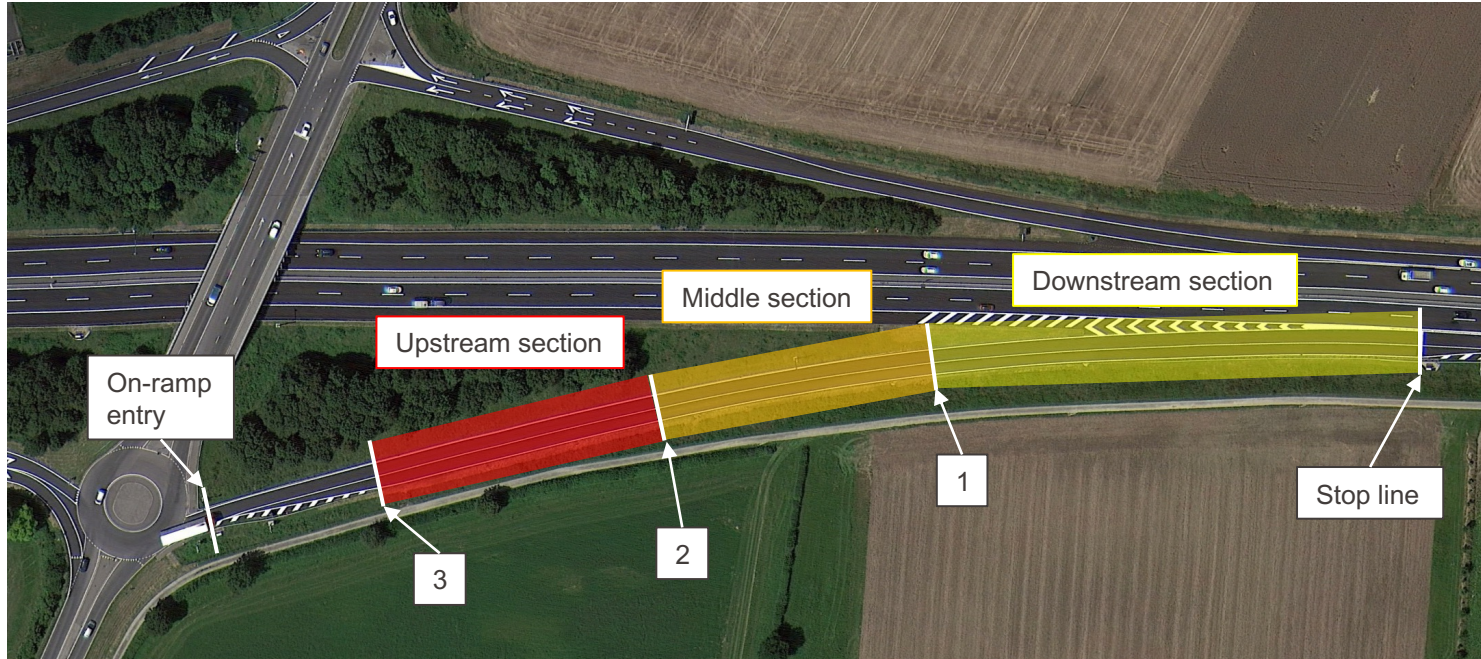 Downstream section
Middle section
Upstream section
On-ramp
entry
1
Stop line
2
3